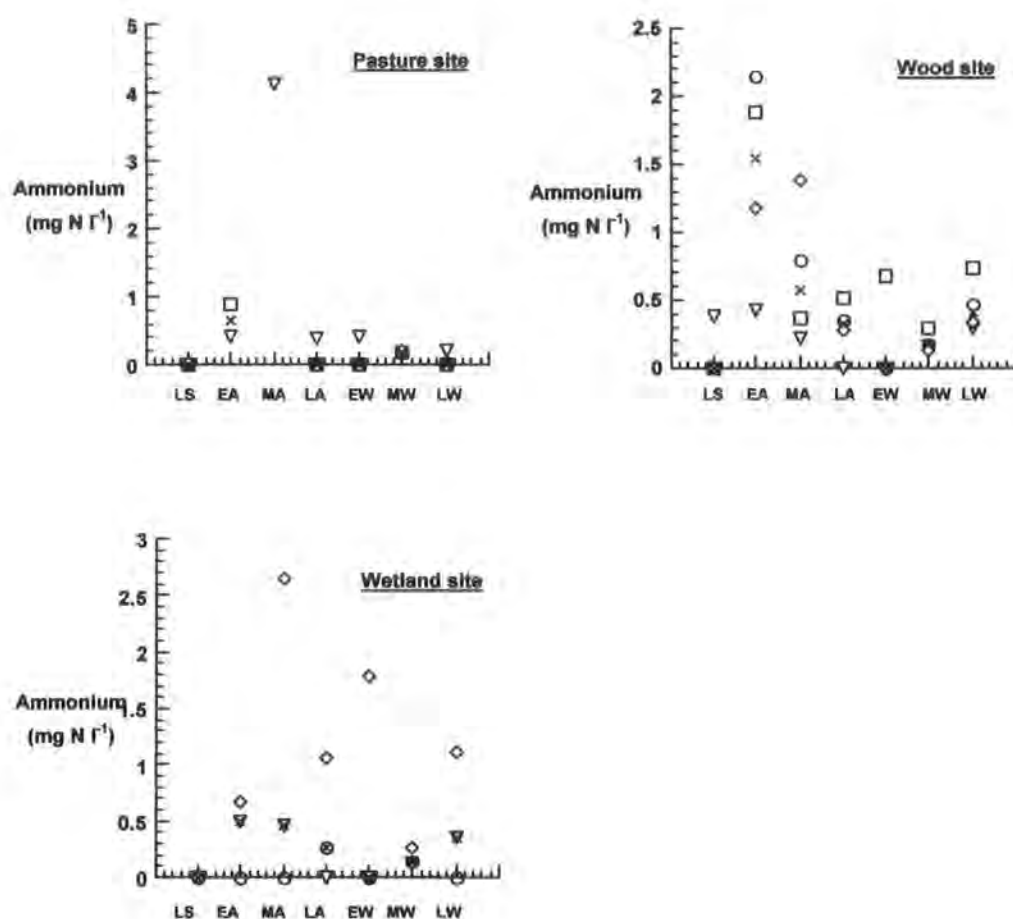 Pasture site
5
4
3
2
1
0
Ammonium
(mg N l⁻¹)
LS EA MA LA EW MW LW
Wood site
2.5
2
1.5
1
0.5
0
Ammonium
(mg N l⁻¹)
LS EA MA LA EW MW LW
Wetland site
3
2.5
2
1.5
1
0.5
0
Ammonium
(mg N l⁻¹)
LS EA MA LA EW MW LW